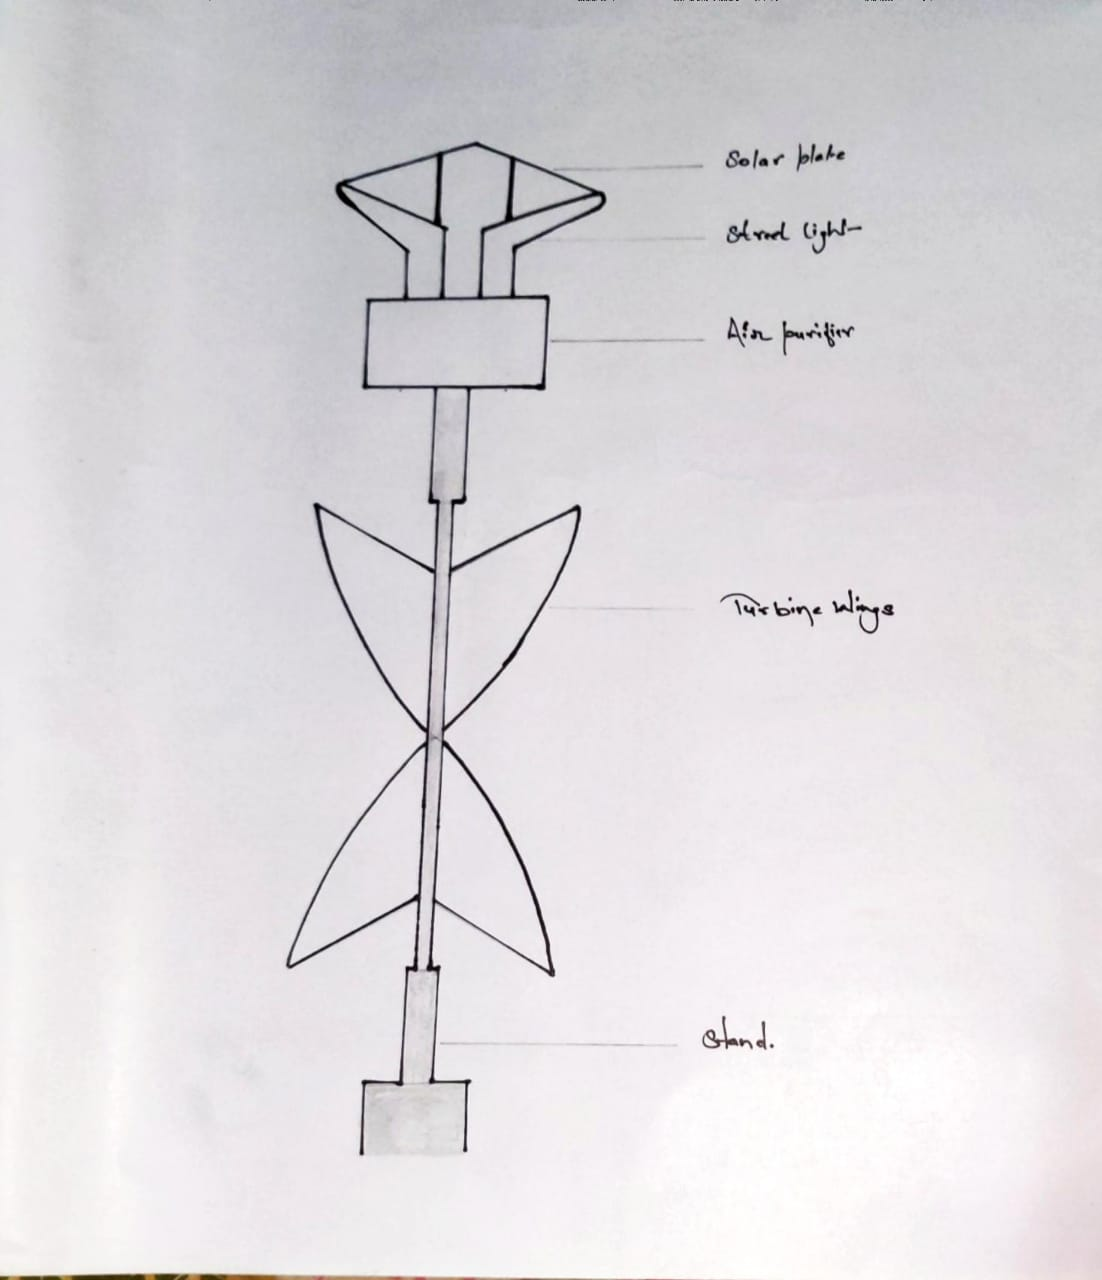 Solar plate
Street light
Air purifier
Turbine Wings
Stand.